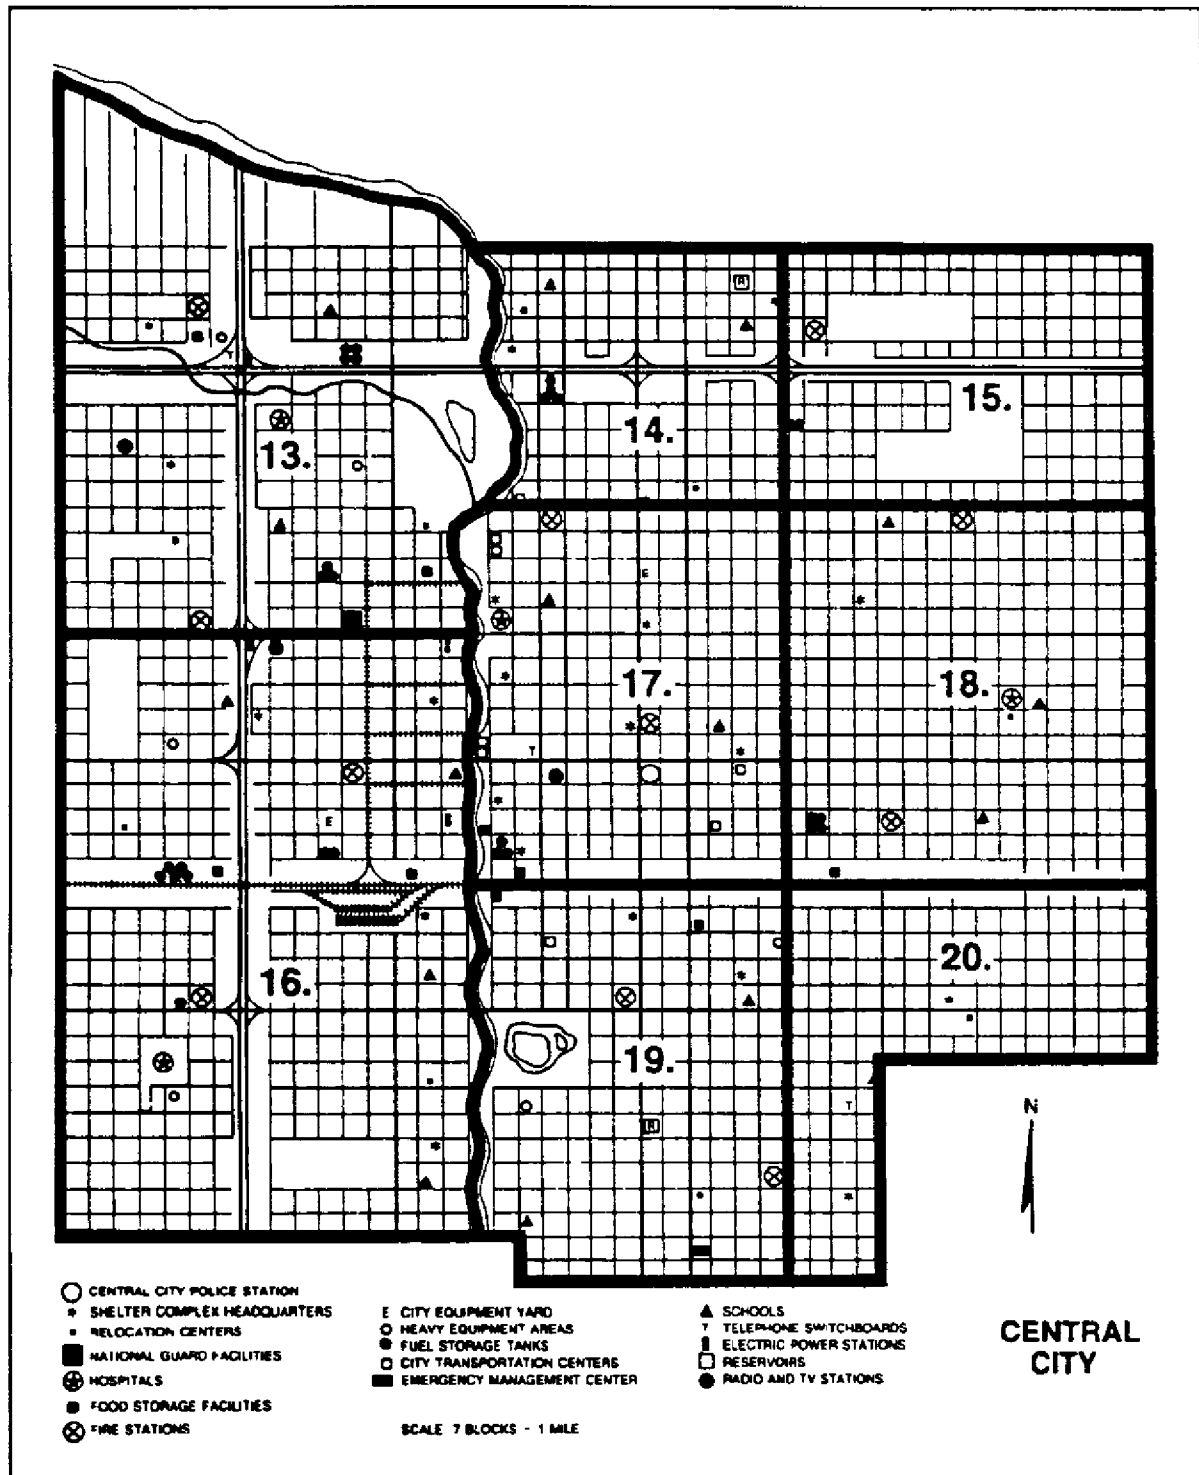 R
T
15.
14.
13.
E
17.
18.
T
E
20.
16.
19.
R
T
N
CENTRAL CITY POLICE STATION
* SHELTER COMPLEX HEADQUARTERS
RELOCATION CENTERS
NATIONAL GUARD FACILITIES
HOSPITALS
FOOD STORAGE FACILITIES
FIRE STATIONS
E CITY EQUIPMENT YARD
HEAVY EQUIPMENT AREAS
FUEL STORAGE TANKS
CITY TRANSPORTATION CENTERS
EMERGENCY MANAGEMENT CENTER
SCALE 7 BLOCKS - 1 MILE
SCHOOLS
T TELEPHONE SWITCHBOARDS
ELECTRIC POWER STATIONS
RESERVOIRS
RADIO AND TV STATIONS
CENTRAL
CITY